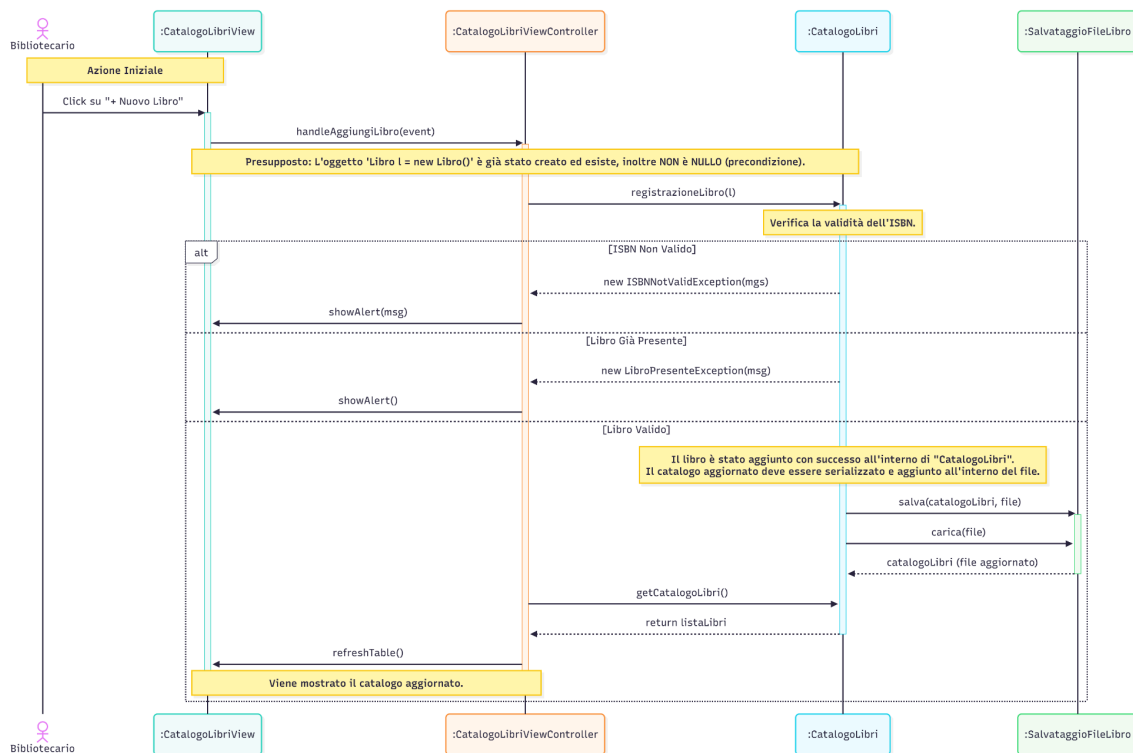 Bibliotecario
:CatalogoLibriView
:CatalogoLibriViewController
:CatalogoLibri
:SalvataggioFileLibro
Azione Iniziale
Click su "+ Nuovo Libro"
handleAggiungiLibro(event)
Presupposto: L'oggetto 'Libro l = new Libro()' è già stato creato ed esiste, inoltre NON è NULLO (precondizione).
registrazioneLibro(l)
Verifica la validità dell'ISBN.
alt
[ISBN Non Valido]
new ISBNNotValidException(mgs)
showAlert(msg)
[Libro Già Presente]
new LibroPresenteException(msg)
showAlert()
[Libro Valido]
Il libro è stato aggiunto con successo all'interno di "CatalogoLibri".
Il catalogo aggiornato deve essere serializzato e aggiunto all'interno del file.
salva(catalogoLibri, file)
carica(file)
catalogoLibri (file aggiornato)
getCatalogoLibri()
return listaLibri
refreshTable()
Viene mostrato il catalogo aggiornato.
Bibliotecario
:CatalogoLibriView
:CatalogoLibriViewController
:CatalogoLibri
:SalvataggioFileLibro